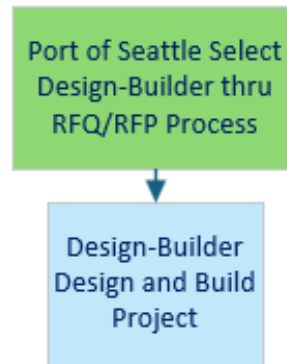 Port of Seattle Select
Design-Builder thru
RFQ/RFP Process
Design-Builder
Design and Build
Project